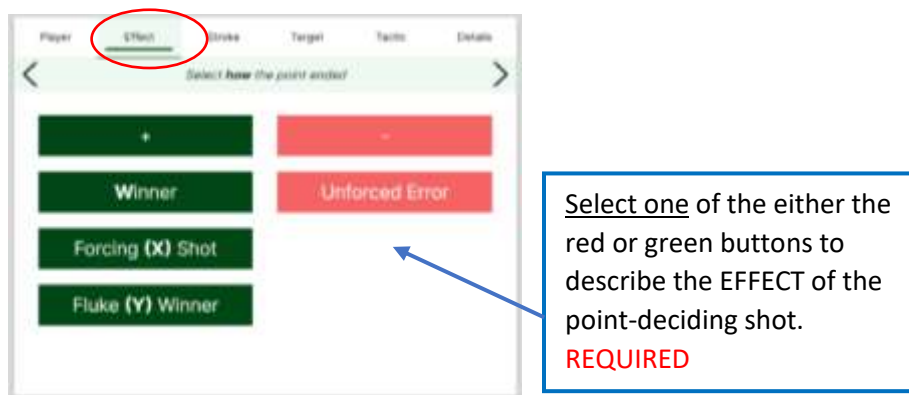 Player Effect Stroke Target Tactic Details
Select how the point ended
+ -
Winner Unforced Error
Forcing (X) Shot
Fluke (Y) Winner
Select one of the either the
red or green buttons to
describe the EFFECT of the
point-deciding shot.
REQUIRED